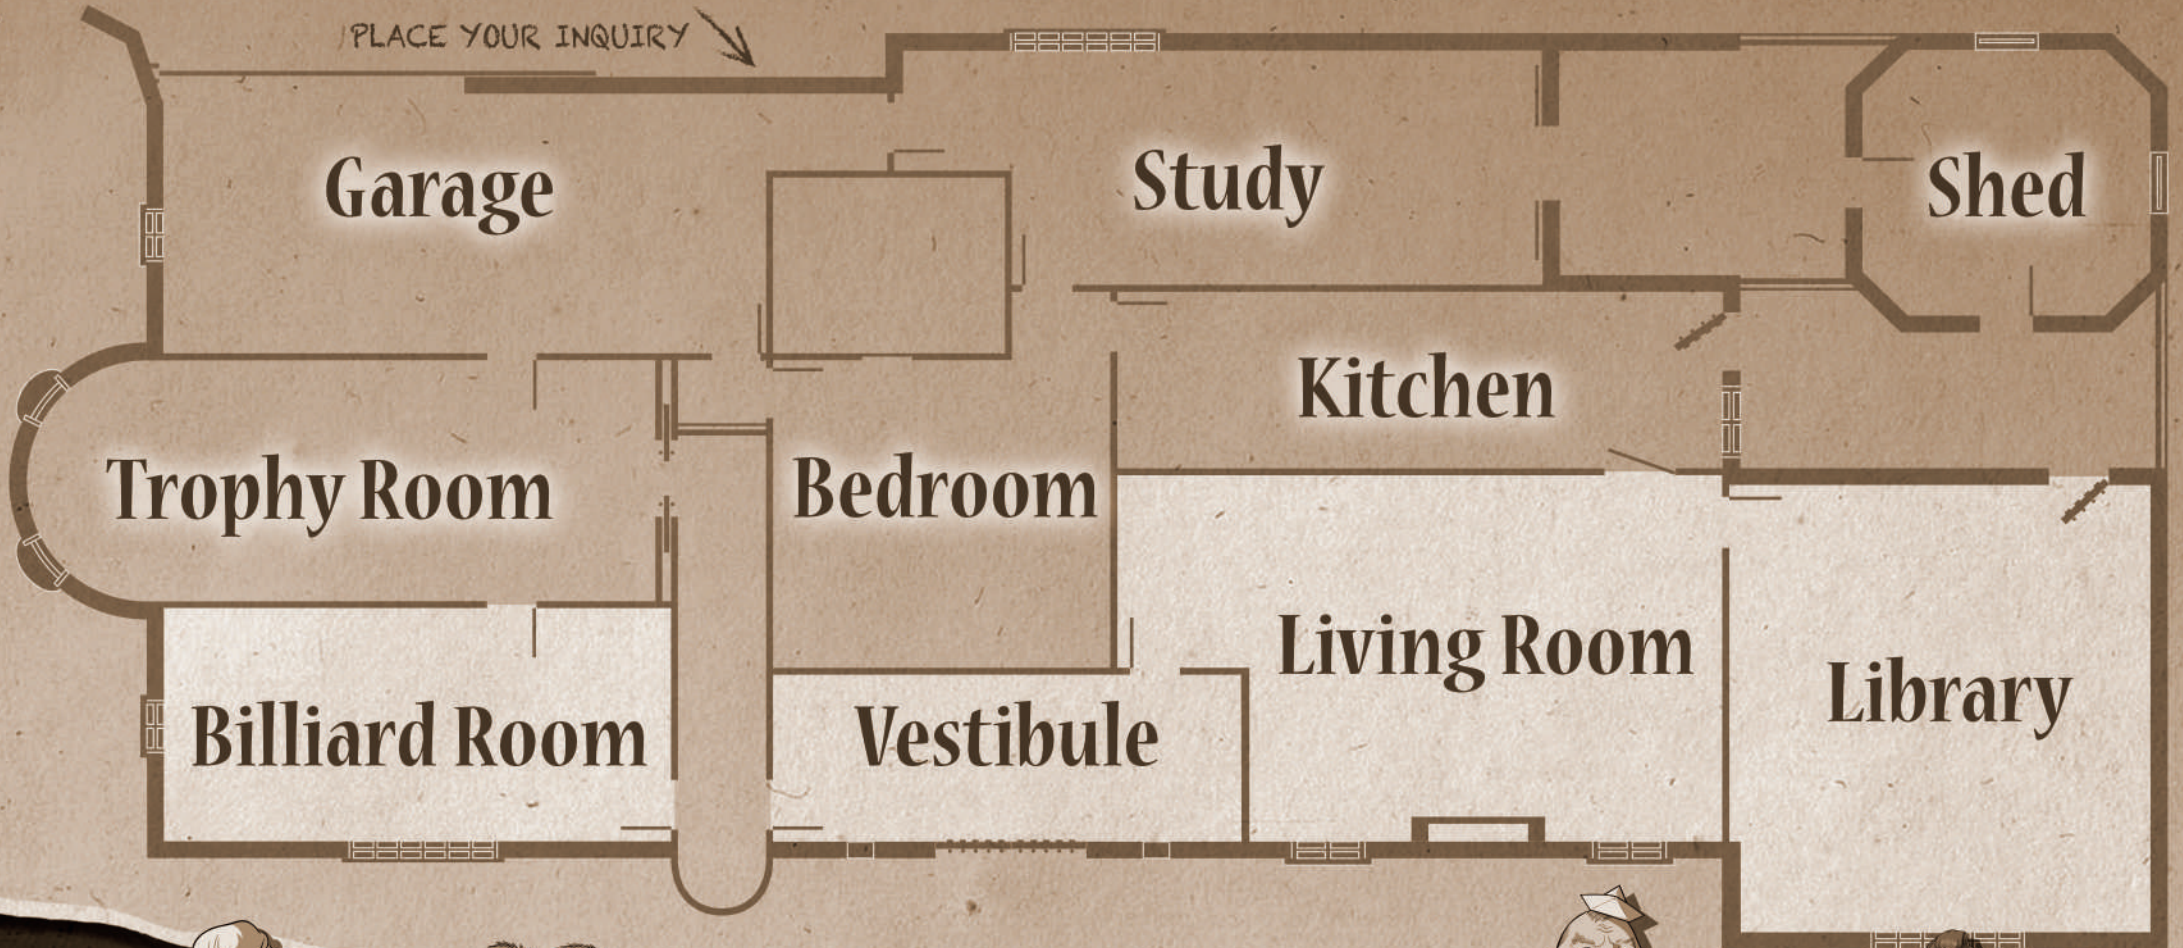 PLACE YOUR INQUIRY
Garage
Study
Shed
Kitchen
Trophy Room
Bedroom
Living Room
Library
Billiard Room
Vestibule